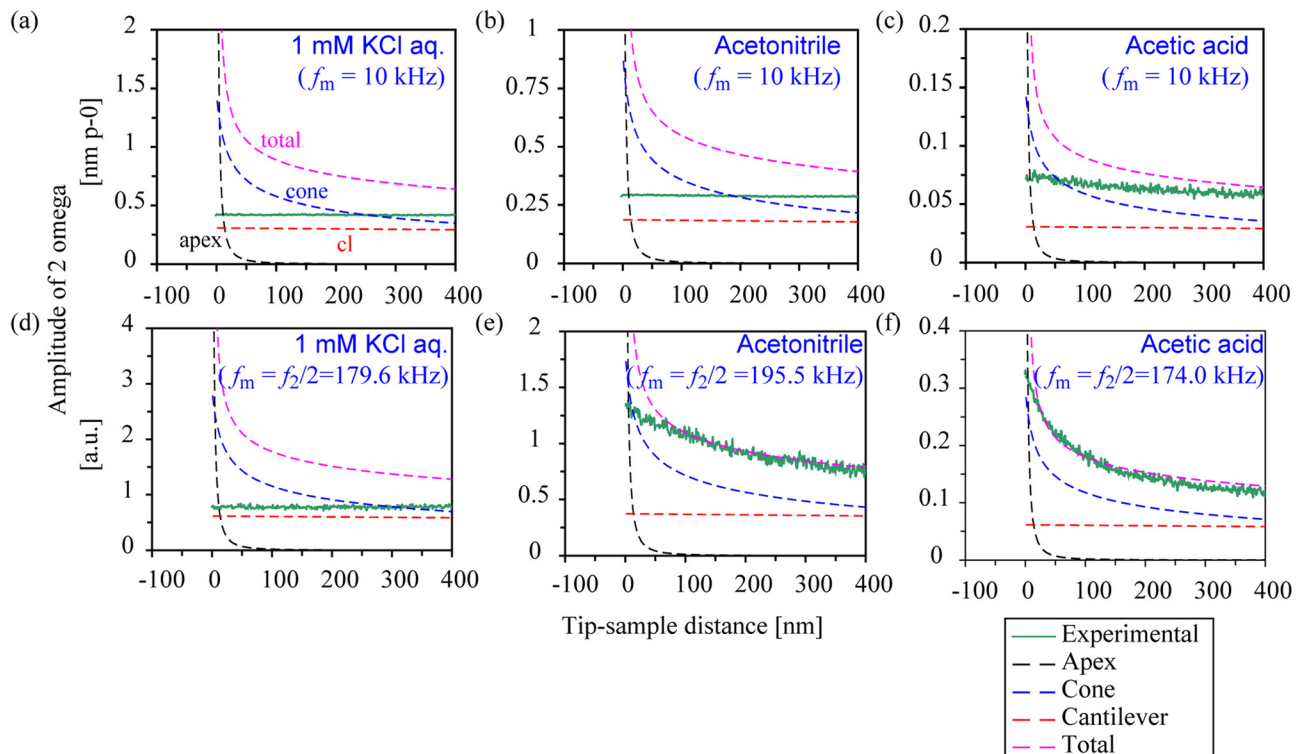 (a)
1 mM KCl aq.
( fm = 10 kHz)
2
1.5
1
0.5
0
total
cone
apex
cl
-100 0 100 200 300 400
(b)
Acetonitrile
( fm = 10 kHz)
1
0.75
0.5
0.25
0
-100 0 100 200 300 400
(c)
Acetic acid
( fm = 10 kHz)
0.2
0.15
0.1
0.05
0
-100 0 100 200 300 400
Amplitude of 2 omega
[nm p-0]
[a.u.]
(d)
1 mM KCl aq.
( fm = f2/2=179.6 kHz)
4
3
2
1
0
-100 0 100 200 300 400
(e)
Acetonitrile
( fm = f2/2 =195.5 kHz)
2
1.5
1
0.5
0
-100 0 100 200 300 400
(f)
Acetic acid
( fm = f2/2=174.0 kHz)
0.4
0.3
0.2
0.1
0
-100 0 100 200 300 400
Tip-sample distance [nm]
Experimental
Apex
Cone
Cantilever
Total